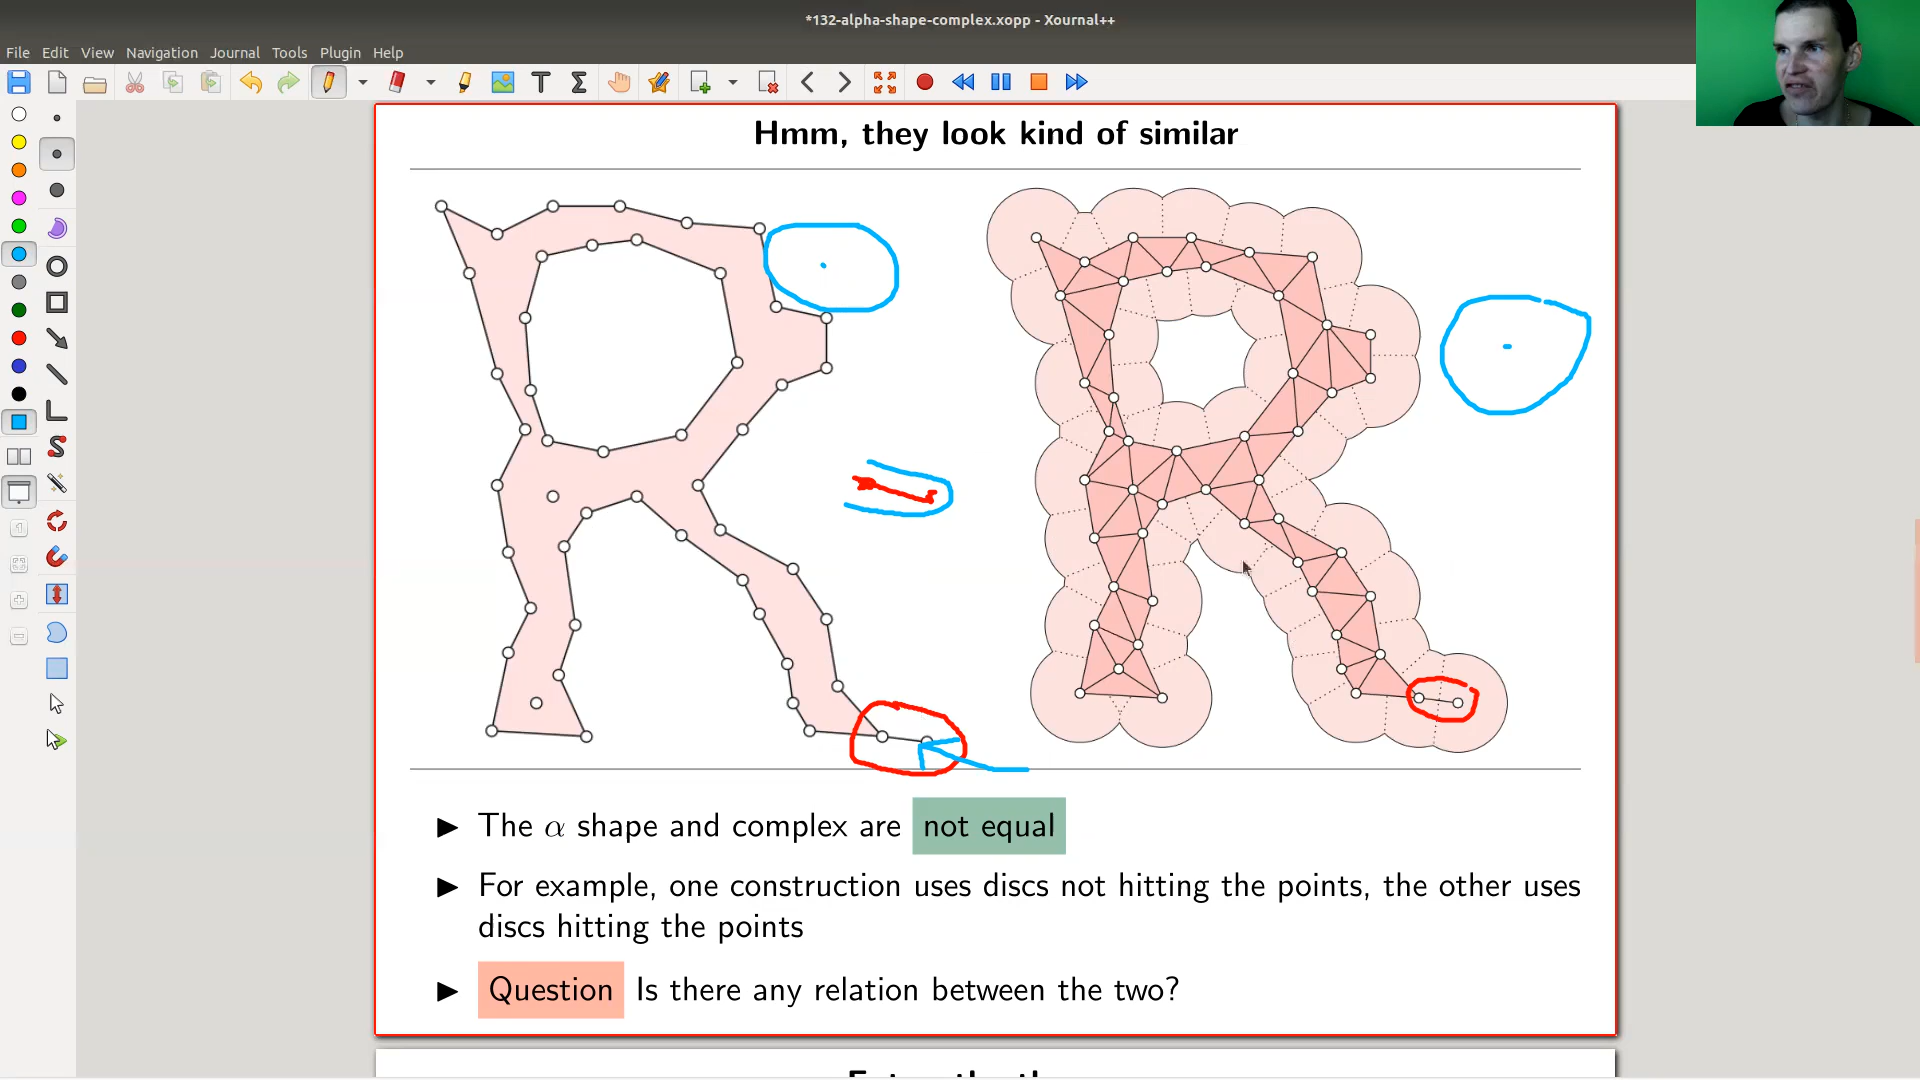 *132-alpha-shape-complex.xopp - Xournal++
File Edit View Navigation Journal Tools Plugin Help
Hmm, they look kind of similar
▶ The α shape and complex are not equal
▶ For example, one construction uses discs not hitting the points, the other uses
discs hitting the points
▶ Question Is there any relation between the two?